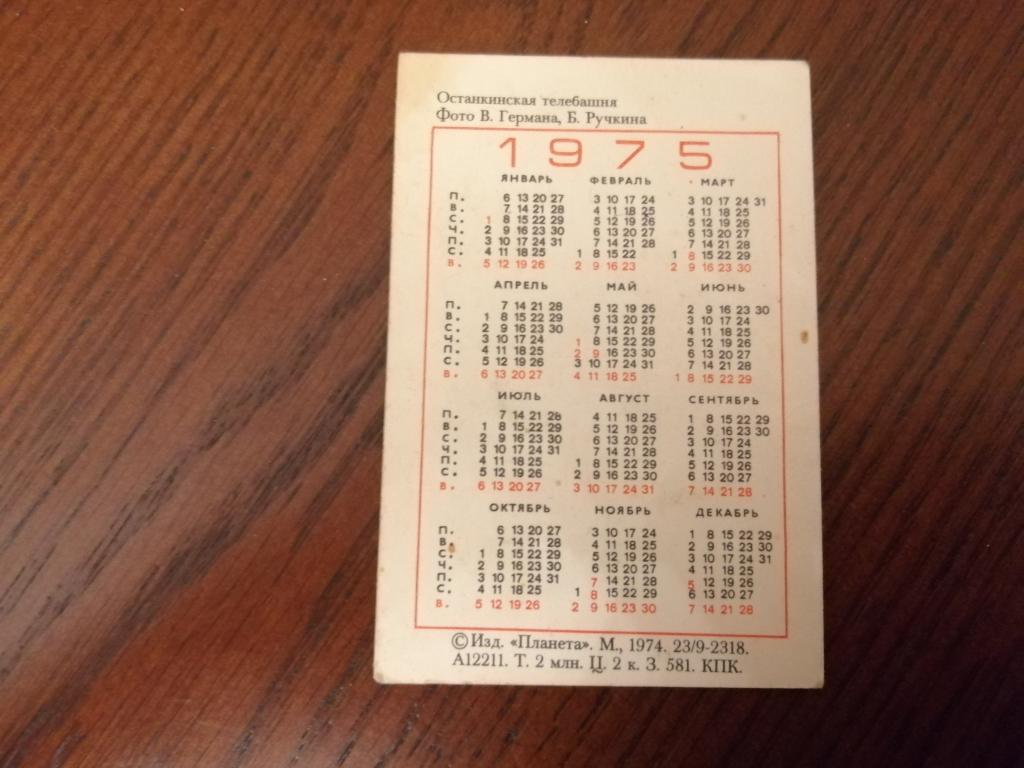 Останкинская телебашня
Фото В. Германа, Б. Ручкина
1975
ЯНВАРЬ ФЕВРАЛЬ МАРТ
П. 6 13 20 27 3 10 17 24 3 10 17 24 31
В. 7 14 21 28 4 11 18 25 4 11 18 25
С. 1 8 15 22 29 5 12 19 26 5 12 19 26
Ч. 2 9 16 23 30 6 13 20 27 6 13 20 27
П. 3 10 17 24 31 7 14 21 28 7 14 21 28
С. 4 11 18 25 1 8 15 22 1 8 15 22 29
В. 5 12 19 26 2 9 16 23 2 9 16 23 30
АПРЕЛЬ МАЙ ИЮНЬ
П. 7 14 21 28 5 12 19 26 2 9 16 23 30
В. 1 8 15 22 29 6 13 20 27 3 10 17 24
С. 2 9 16 23 30 7 14 21 28 4 11 18 25
Ч. 3 10 17 24 1 8 15 22 29 5 12 19 26
П. 4 11 18 25 2 9 16 23 30 6 13 20 27
С. 5 12 19 26 3 10 17 24 31 7 14 21 28
В. 6 13 20 27 4 11 18 25 1 8 15 22 29
ИЮЛЬ АВГУСТ СЕНТЯБРЬ
П. 7 14 21 28 4 11 18 25 1 8 15 22 29
В. 1 8 15 22 29 5 12 19 26 2 9 16 23 30
С. 2 9 16 23 30 6 13 20 27 3 10 17 24
Ч. 3 10 17 24 31 7 14 21 28 4 11 18 25
П. 4 11 18 25 1 8 15 22 29 5 12 19 26
С. 5 12 19 26 2 9 16 23 30 6 13 20 27
В. 6 13 20 27 3 10 17 24 31 7 14 21 28
ОКТЯБРЬ НОЯБРЬ ДЕКАБРЬ
П. 6 13 20 27 3 10 17 24 1 8 15 22 29
В. 7 14 21 28 4 11 18 25 2 9 16 23 30
С. 1 8 15 22 29 5 12 19 26 3 10 17 24 31
Ч. 2 9 16 23 30 6 13 20 27 4 11 18 25
П. 3 10 17 24 31 7 14 21 28 5 12 19 26
С. 4 11 18 25 1 8 15 22 29 6 13 20 27
В. 5 12 19 26 2 9 16 23 30 7 14 21 28
©Изд. «Планета». М., 1974. 23/9-2318.
А12211. Т. 2 млн. Ц. 2 к. З. 581. КПК.